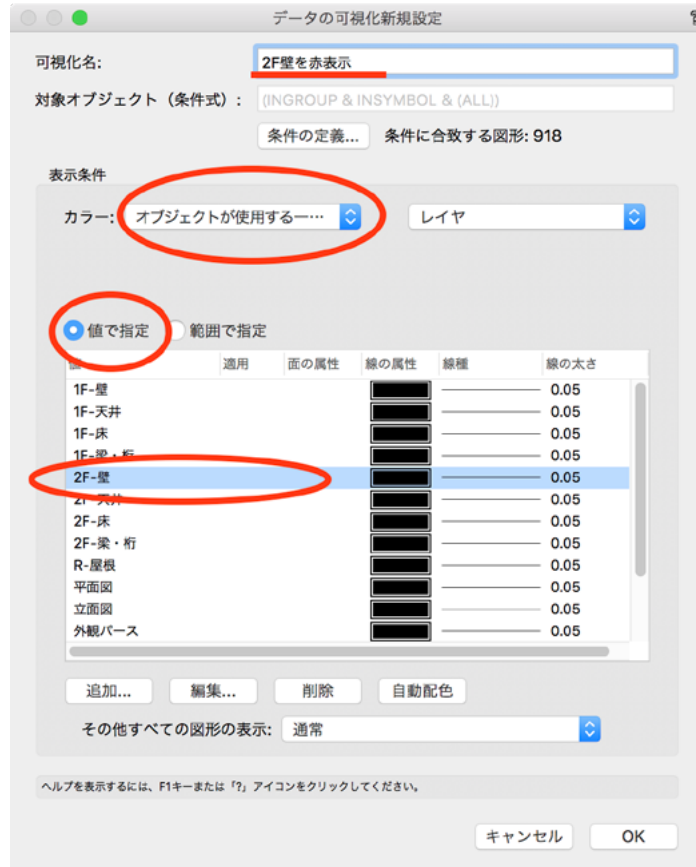 データの可視化新規設定
可視化名: 2F壁を赤表示
対象オブジェクト（条件式）: (INGROUP & INSYMBOL & (ALL))
条件の定義... 条件に合致する図形: 918
表示条件
カラー: オブジェクトが使用する一… レイヤ
値で指定 範囲で指定
適用 面の属性 線の属性 線種 線の太さ
1F-壁 0.05
1F-天井 0.05
1F-床 0.05
1F-梁・桁 0.05
2F-壁 0.05
2F-天井 0.05
2F-床 0.05
2F-梁・桁 0.05
R-屋根 0.05
平面図 0.05
立面図 0.05
外観パース 0.05
追加... 編集... 削除 自動配色
その他すべての図形の表示: 通常
ヘルプを表示するには、F1キーまたは「?」アイコンをクリックしてください。
キャンセル OK